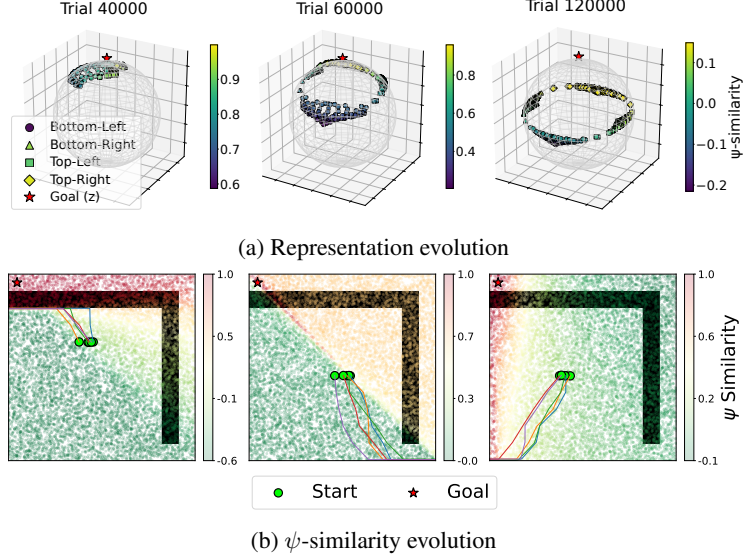 Trial 40000
Trial 60000
Trial 120000
0.9
0.8
0.7
0.6
0.8
0.6
0.4
0.1
0.0
−0.1
−0.2
ψ-similarity
Bottom-Left
Bottom-Right
Top-Left
Top-Right
Goal (z)
(a) Representation evolution
1.0
0.5
-0.1
-0.6
1.0
0.7
0.3
-0.0
1.0
0.6
0.2
-0.1
ψ Similarity
Start
Goal
(b) ψ-similarity evolution